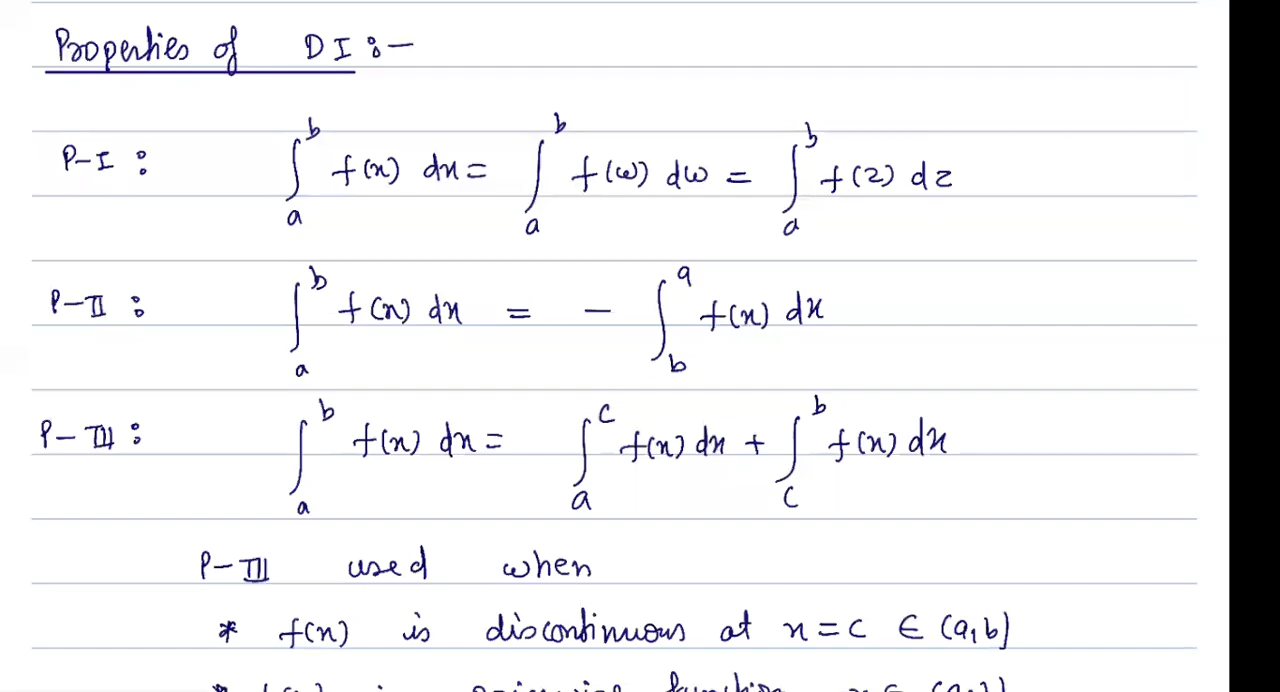 Properties of DI :-
P-I : ∫_a^b f(x) dx = ∫_a^b f(ω) dω = ∫_a^b f(z) dz
P-II : ∫_a^b f(x) dx = - ∫_b^a f(x) dx
P-III : ∫_a^b f(x) dx = ∫_a^c f(x) dx + ∫_c^b f(x) dx
P-III used when
* f(x) is discontinuous at x = c ∈ (a,b)
* function